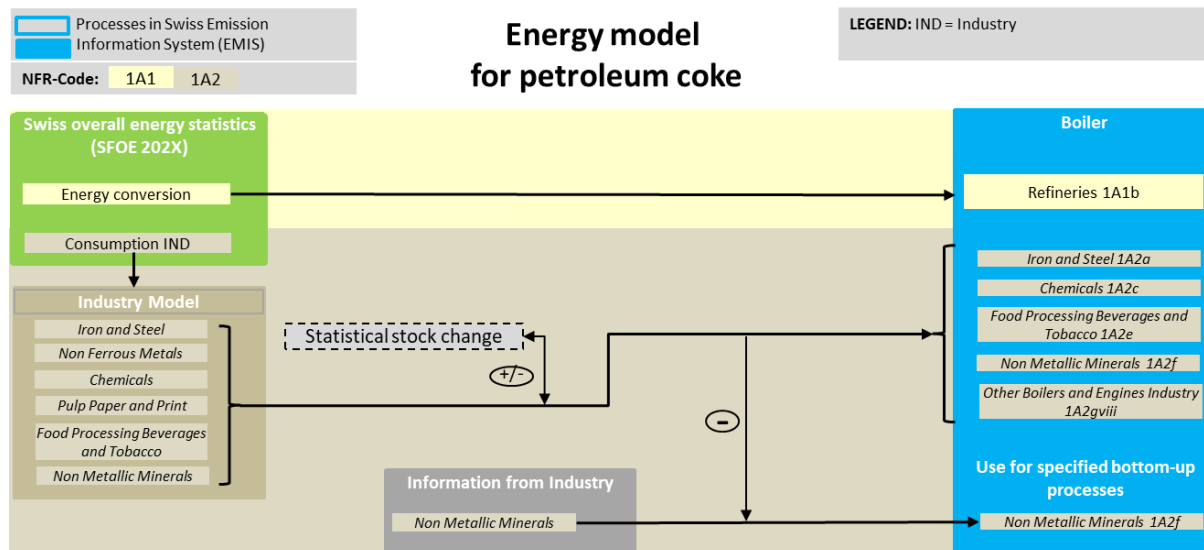 Processes in Swiss Emission
Information System (EMIS)
NFR-Code: 1A1 1A2
Energy model
for petroleum coke
LEGEND: IND = Industry
Swiss overall energy statistics
(SFOE 202X)
Energy conversion
Consumption IND
Industry Model
Iron and Steel
Non Ferrous Metals
Chemicals
Pulp Paper and Print
Food Processing Beverages
and Tobacco
Non Metallic Minerals
Statistical stock change
+/-
-
Information from Industry
Non Metallic Minerals
Boiler
Refineries 1A1b
Iron and Steel 1A2a
Chemicals 1A2c
Food Processing Beverages and
Tobacco 1A2e
Non Metallic Minerals 1A2f
Other Boilers and Engines Industry
1A2gviii
Use for specified bottom-up
processes
Non Metallic Minerals 1A2f